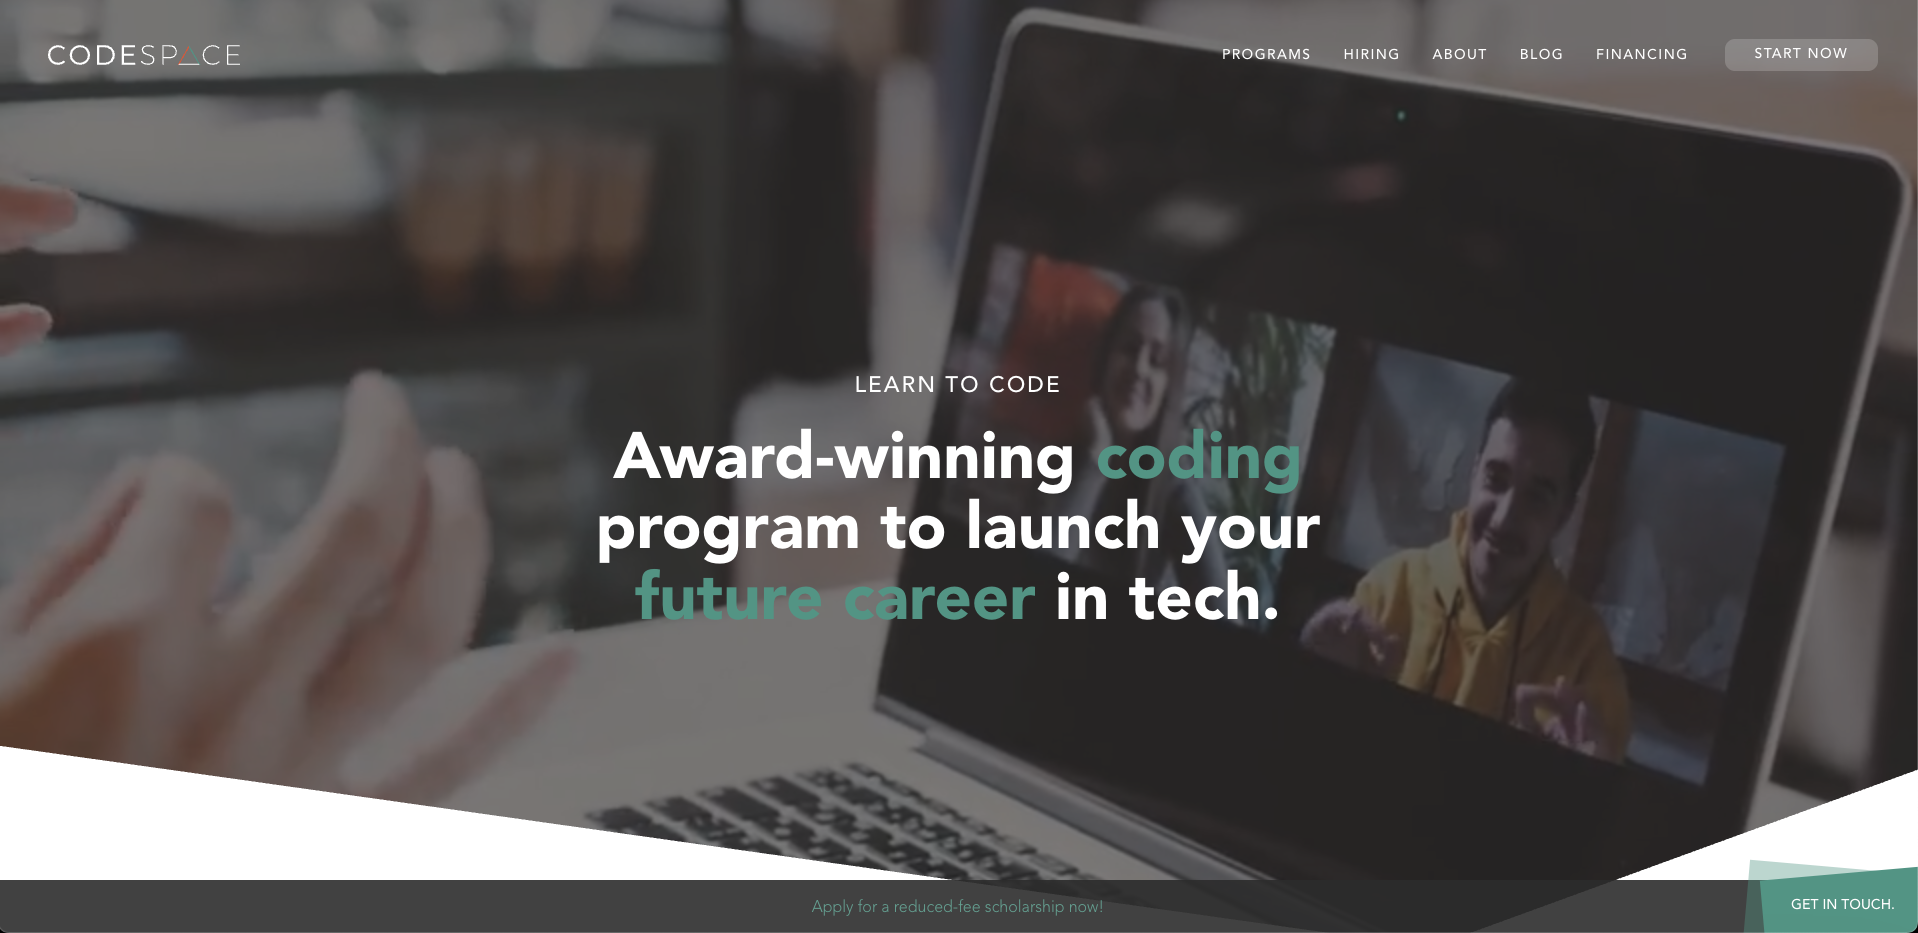 CODESPACE
PROGRAMS
HIRING
ABOUT
BLOG
FINANCING
START NOW
LEARN TO CODE
Award-winning coding
program to launch your
future career in tech.
Apply for a reduced-fee scholarship now!
GET IN TOUCH.